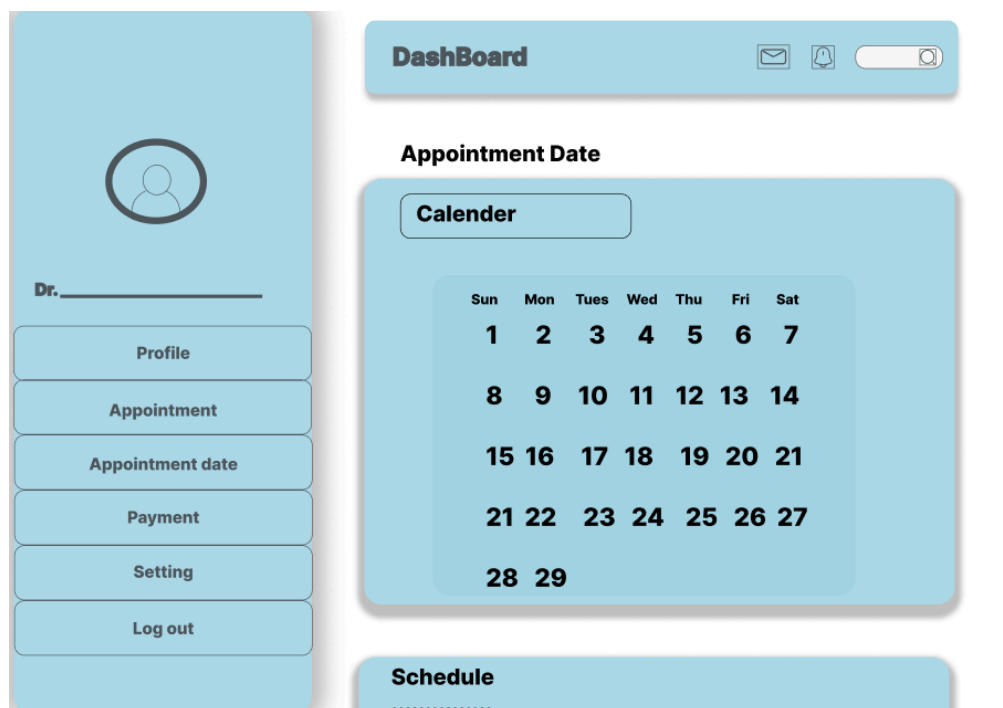 DashBoard
Dr.
Profile
Appointment
Appointment date
Payment
Setting
Log out
Appointment Date
Calender
Sun Mon Tues Wed Thu Fri Sat
1 2 3 4 5 6 7
8 9 10 11 12 13 14
15 16 17 18 19 20 21
21 22 23 24 25 26 27
28 29
Schedule